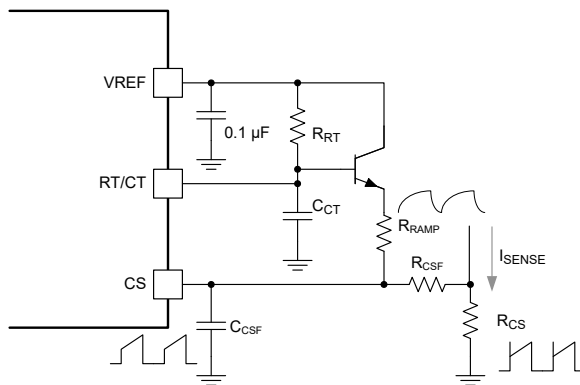 VREF
0.1 µF
RRT
RT/CT
CCT
RRAMP
ISENSE
RCSF
CS
RCS
CCSF